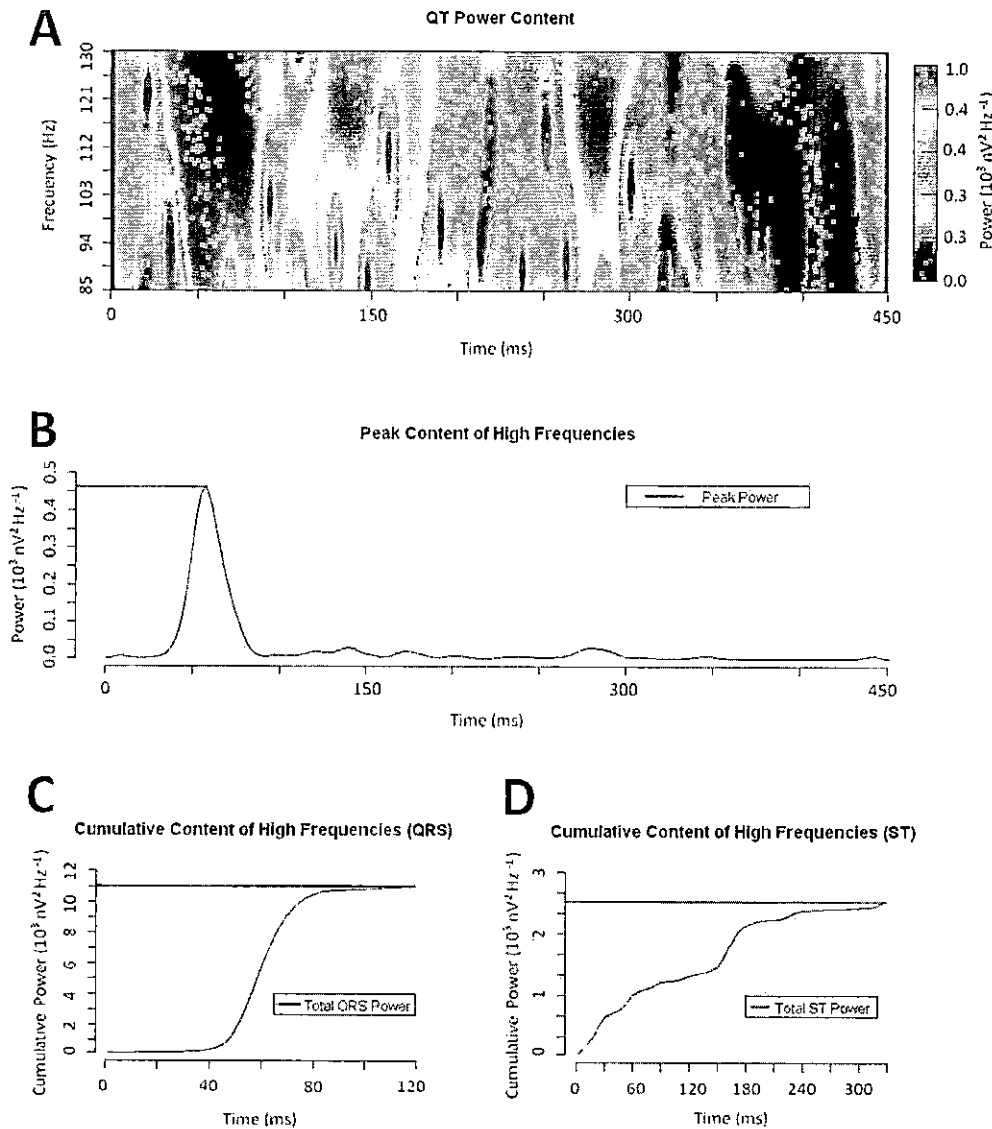 A
QT Power Content
Frecuency (Hz)
130
121
112
103
94
85
0 150 300 450
Time (ms)
1.0
0.4
0.4
0.3
0.3
0.0
Power (10³ nV² Hz⁻¹)
B
Peak Content of High Frequencies
Power (10³ nV² Hz⁻¹)
0.5
0.4
0.3
0.2
0.1
0.0
Peak Power
0 150 300 450
Time (ms)
C
Cumulative Content of High Frequencies (QRS)
Cumulative Power (10³ nV² Hz⁻¹)
12
10
8
6
4
2
0
Total QRS Power
0 40 80 120
Time (ms)
D
Cumulative Content of High Frequencies (ST)
Cumulative Power (10³ nV² Hz⁻¹)
3
2
1
0
Total ST Power
0 60 120 180 240 300
Time (ms)